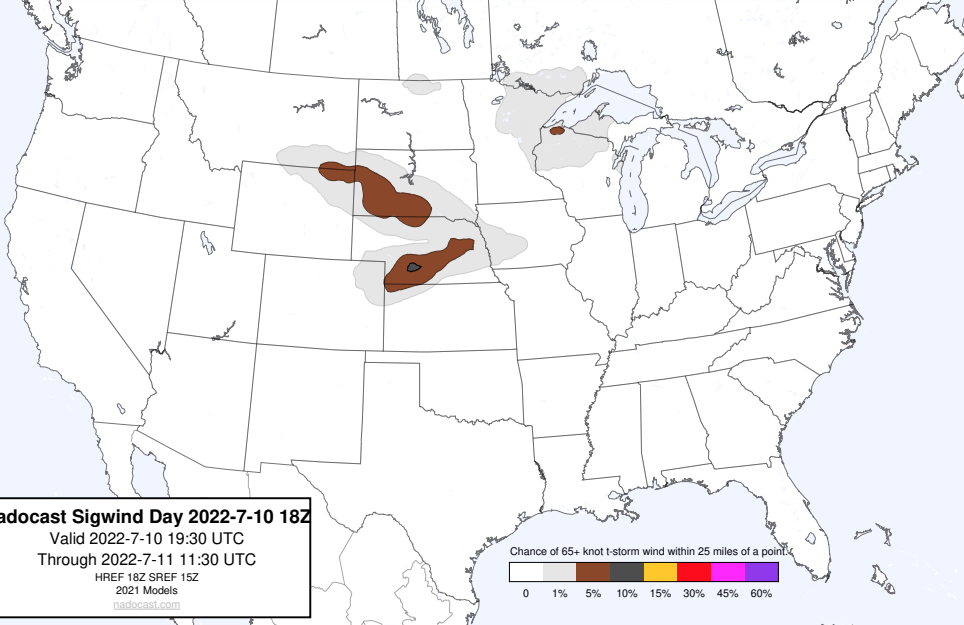 adocast Sigwind Day 2022-7-10 18Z
Valid 2022-7-10 19:30 UTC
Through 2022-7-11 11:30 UTC
HREF 18Z SREF 15Z
2021 Models
nadocast.com
Chance of 65+ knot t-storm wind within 25 miles of a point.
0 1% 5% 10% 15% 30% 45% 60%